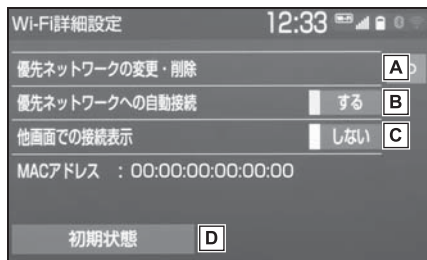 Wi-Fi詳細設定 12:33
優先ネットワークの変更・削除 A
優先ネットワークへの自動接続 する B
他画面での接続表示 しない C
MACアドレス : 00:00:00:00:00:00
初期状態 D